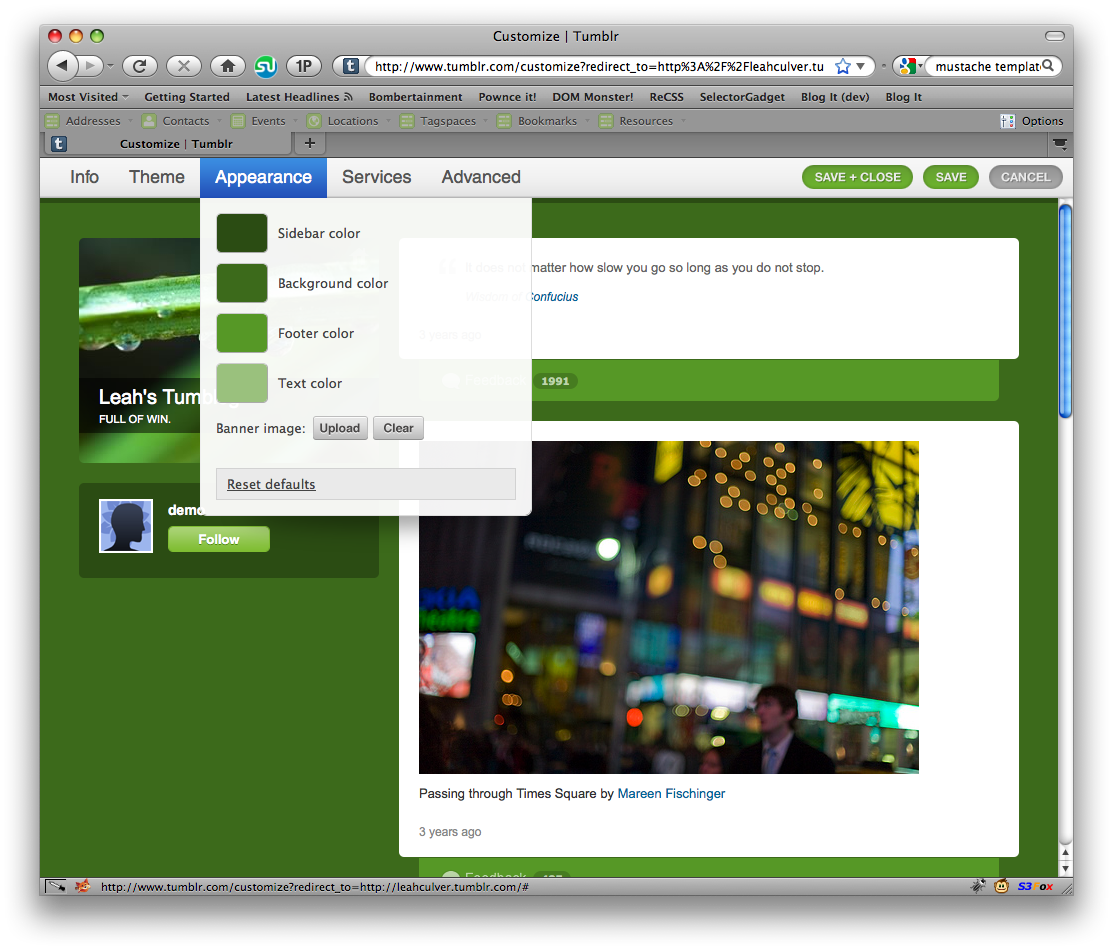 Customize | Tumblr
1P
http://www.tumblr.com/customize?redirect_to=http%3A%2F%2Fleahculver.tu
mustache templat
Most Visited Getting Started Latest Headlines Bombertainment Pownce it! DOM Monster! ReCSS SelectorGadget Blog It (dev) Blog It
Addresses Contacts Events Locations Tagspaces Bookmarks Resources Options
t Customize | Tumblr +
Info Theme Appearance Services Advanced SAVE + CLOSE SAVE CANCEL
Sidebar color
Background color
Footer color
Text color
Banner image: Upload Clear
Reset defaults
Leah's Tumb
FULL OF WIN.
demo
Follow
It does not matter how slow you go so long as you do not stop.
Wisdom of Confucius
3 years ago
Feedback 1991
Passing through Times Square by Mareen Fischinger
3 years ago
Feedback
http://www.tumblr.com/customize?redirect_to=http://leahculver.tumblr.com/#
S3